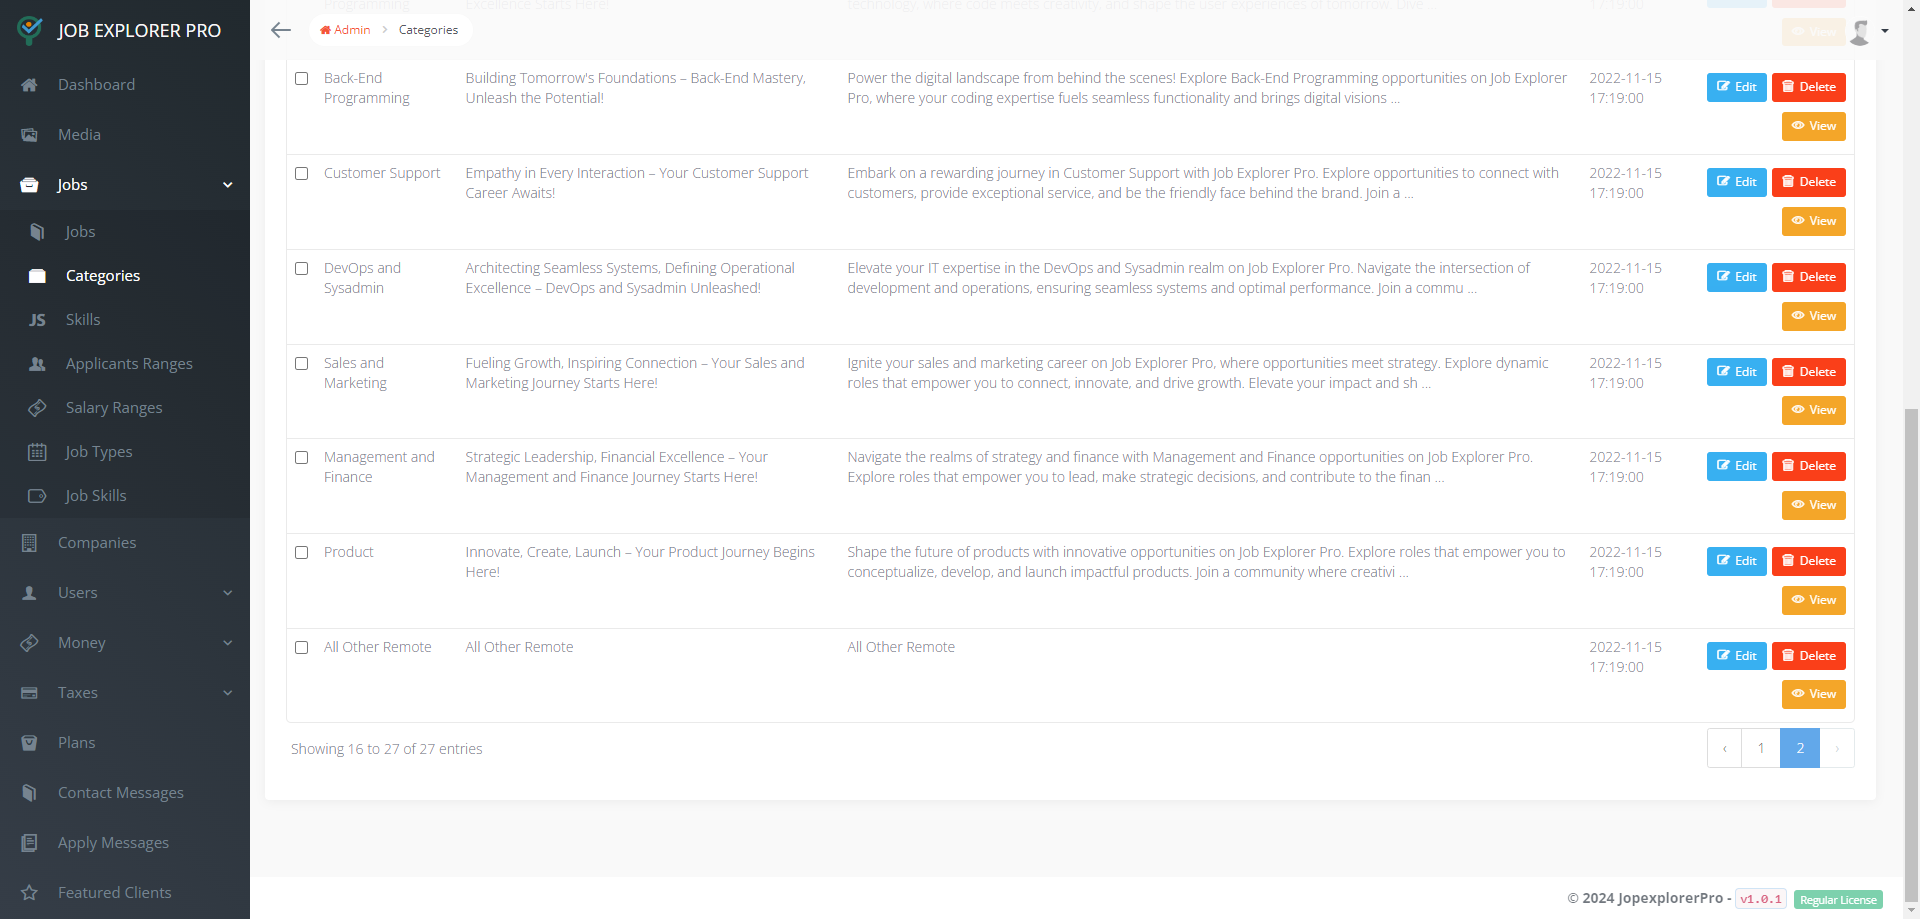 JOB EXPLORER PRO
Dashboard
Media
Jobs
Jobs
Categories
JS Skills
Applicants Ranges
Salary Ranges
Job Types
Job Skills
Companies
Users
Money
Taxes
Plans
Contact Messages
Apply Messages
Featured Clients
Admin > Categories
Programming
Excellence Starts Here!
technology, where code meets creativity, and shape the user experiences of tomorrow. Dive
17:19:00
View
Back-End
Programming
Building Tomorrow's Foundations – Back-End Mastery,
Unleash the Potential!
Power the digital landscape from behind the scenes! Explore Back-End Programming opportunities on Job Explorer
Pro, where your coding expertise fuels seamless functionality and brings digital visions ...
2022-11-15
17:19:00
Edit Delete
View
Customer Support
Empathy in Every Interaction – Your Customer Support
Career Awaits!
Embark on a rewarding journey in Customer Support with Job Explorer Pro. Explore opportunities to connect with
customers, provide exceptional service, and be the friendly face behind the brand. Join a ...
2022-11-15
17:19:00
Edit Delete
View
DevOps and
Sysadmin
Architecting Seamless Systems, Defining Operational
Excellence – DevOps and Sysadmin Unleashed!
Elevate your IT expertise in the DevOps and Sysadmin realm on Job Explorer Pro. Navigate the intersection of
development and operations, ensuring seamless systems and optimal performance. Join a commu ...
2022-11-15
17:19:00
Edit Delete
View
Sales and
Marketing
Fueling Growth, Inspiring Connection – Your Sales and
Marketing Journey Starts Here!
Ignite your sales and marketing career on Job Explorer Pro, where opportunities meet strategy. Explore dynamic
roles that empower you to connect, innovate, and drive growth. Elevate your impact and sh ...
2022-11-15
17:19:00
Edit Delete
View
Management and
Finance
Strategic Leadership, Financial Excellence – Your
Management and Finance Journey Starts Here!
Navigate the realms of strategy and finance with Management and Finance opportunities on Job Explorer Pro.
Explore roles that empower you to lead, make strategic decisions, and contribute to the finan ...
2022-11-15
17:19:00
Edit Delete
View
Product
Innovate, Create, Launch – Your Product Journey Begins
Here!
Shape the future of products with innovative opportunities on Job Explorer Pro. Explore roles that empower you to
conceptualize, develop, and launch impactful products. Join a community where creativi ...
2022-11-15
17:19:00
Edit Delete
View
All Other Remote
All Other Remote
All Other Remote
2022-11-15
17:19:00
Edit Delete
View
Showing 16 to 27 of 27 entries
‹ 1 2 ›
© 2024 JopexplorerPro - v1.0.1 Regular License